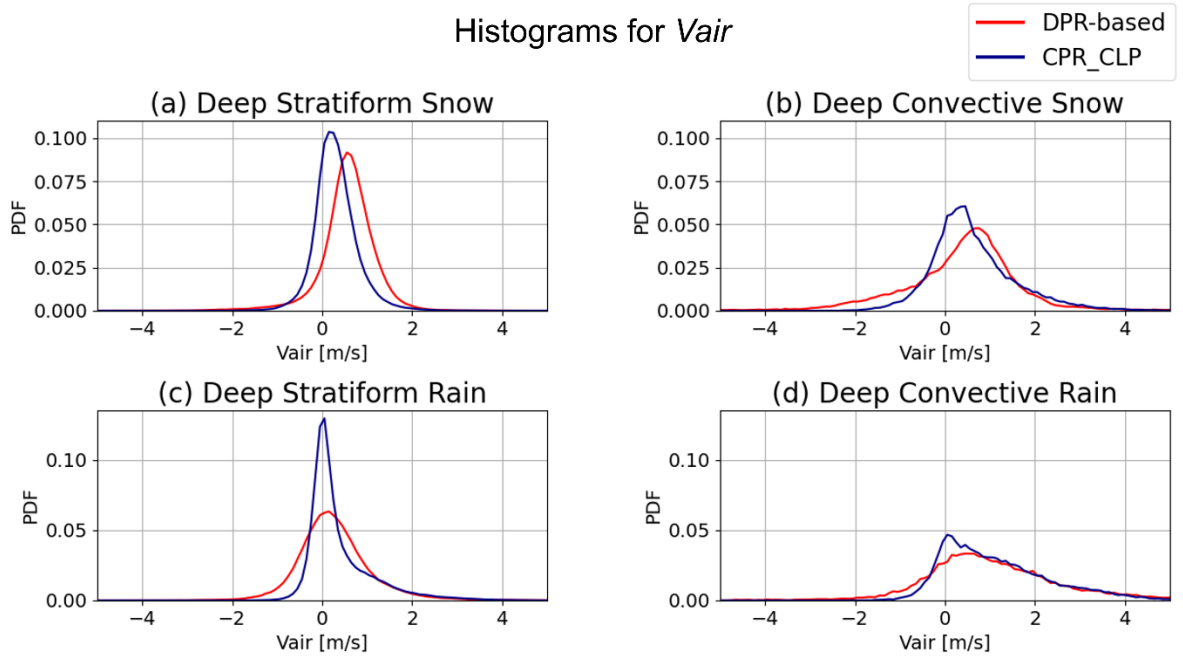 Histograms for Vair
DPR-based
CPR_CLP
(a) Deep Stratiform Snow
0.100
0.075
0.050
0.025
0.000
PDF
−4 −2 0 2 4
Vair [m/s]
(b) Deep Convective Snow
0.100
0.075
0.050
0.025
0.000
PDF
−4 −2 0 2 4
Vair [m/s]
(c) Deep Stratiform Rain
0.10
0.05
0.00
PDF
−4 −2 0 2 4
Vair [m/s]
(d) Deep Convective Rain
0.10
0.05
0.00
PDF
−4 −2 0 2 4
Vair [m/s]